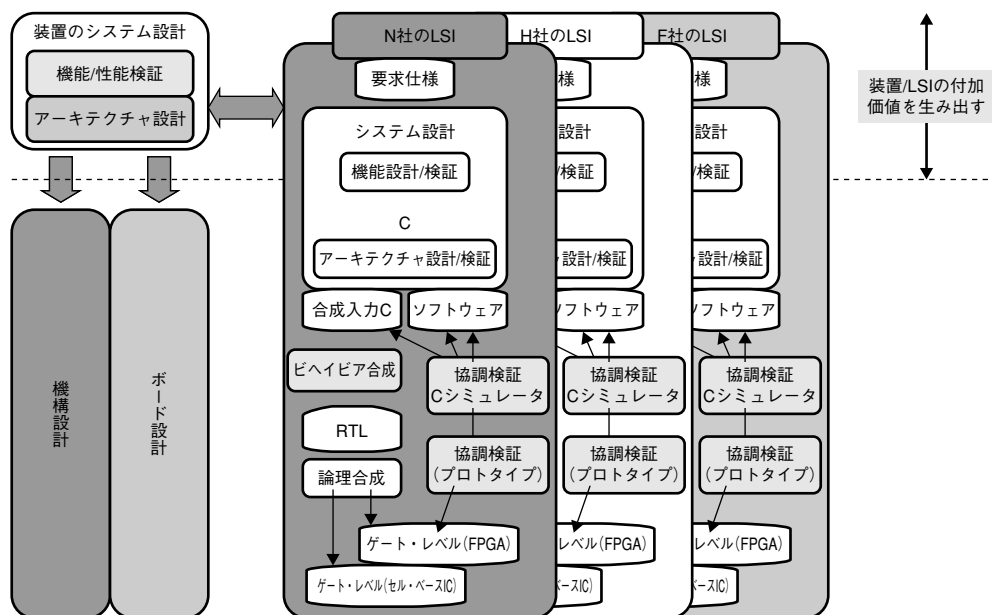 装置のシステム設計
機能/性能検証
アーキテクチャ設計
機構設計
ボード設計
N社のLSI
要求仕様
システム設計
機能設計/検証
C
アーキテクチャ設計/検証
合成入力C
ソフトウェア
ビヘイビア合成
協調検証
Cシミュレータ
RTL
協調検証
(プロトタイプ)
論理合成
ゲート・レベル(FPGA)
ゲート・レベル(セル・ベースIC)
H社のLSI
様
設計
/検証
設計/検証
ソフトウェア
協調検証
Cシミュレータ
協調検証
(プロトタイプ)
レベル(FPGA)
ベースIC)
F社のLSI
様
設計
/検証
設計/検証
ソフトウェア
協調検証
Cシミュレータ
協調検証
(プロトタイプ)
レベル(FPGA)
ベースIC)
装置/LSIの付加
価値を生み出す